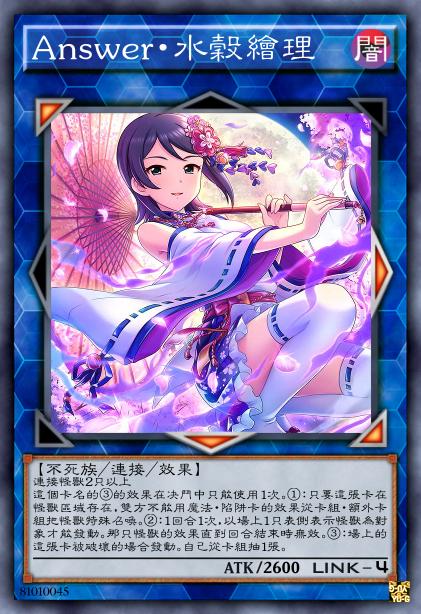 Answer・水穀繪理
闇
【不死族/連接/效果】
連接怪獸2只以上
這個卡名的③的效果在決鬥中只能使用1次。①：只要這張卡在
怪獸區域存在，雙方不能用魔法・陷阱卡的效果從卡組・額外卡
組把怪獸特殊召喚。②：1回合1次，以場上1只表側表示怪獸為對
象才能發動。那只怪獸的效果直到回合結束時無效。③：場上的
這張卡被破壞的場合發動。自己從卡組抽1張。
ATK/2600 LINK-4
81010045